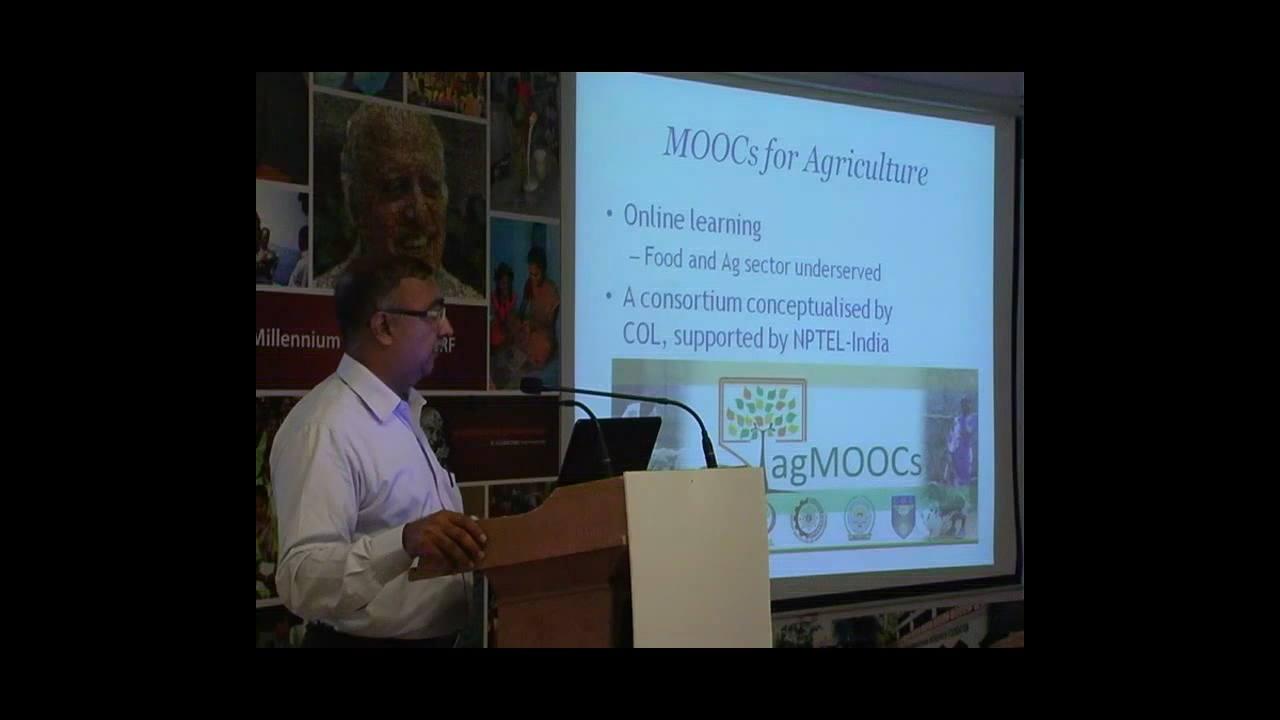 MOOCs for Agriculture
• Online learning
– Food and Ag sector underserved
• A consortium conceptualised by
COL, supported by NPTEL-India
agMOOCs
Millennium
RF